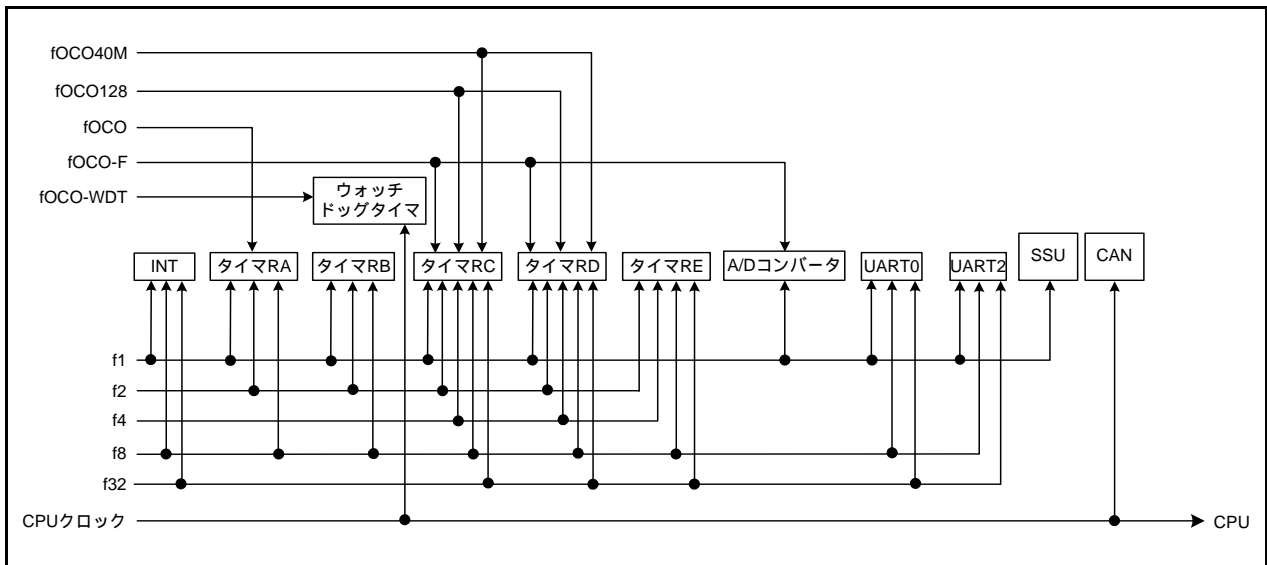 fOCO40M
fOCO128
fOCO
fOCO-F
fOCO-WDT
ウォッチ
ドッグタイマ
INT
タイマRA
タイマRB
タイマRC
タイマRD
タイマRE
A/Dコンバータ
UART0
UART2
SSU
CAN
f1
f2
f4
f8
f32
CPUクロック
CPU